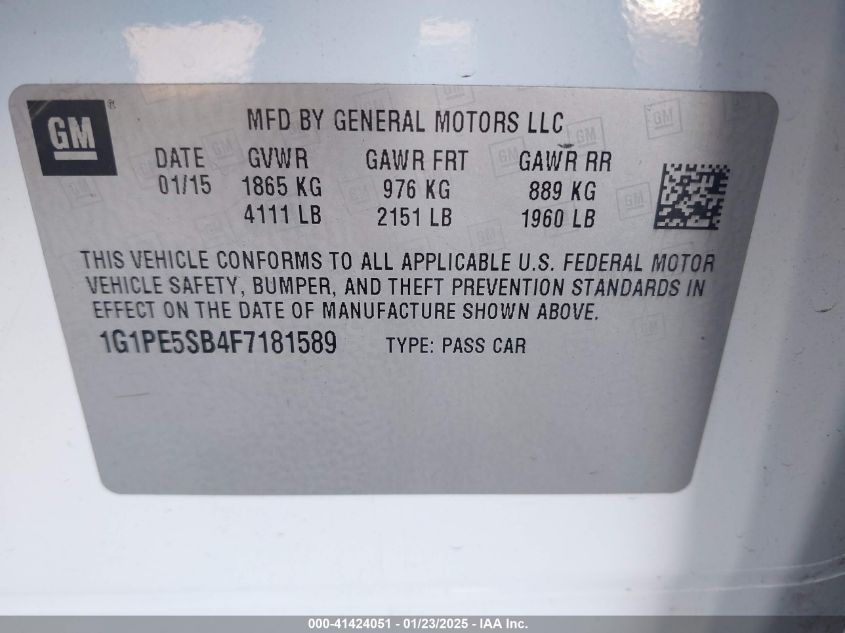 GM®
MFD BY GENERAL MOTORS LLC
DATE GVWR GAWR FRT GAWR RR
01/15 1865 KG 976 KG 889 KG
4111 LB 2151 LB 1960 LB
THIS VEHICLE CONFORMS TO ALL APPLICABLE U.S. FEDERAL MOTOR
VEHICLE SAFETY, BUMPER, AND THEFT PREVENTION STANDARDS IN
EFFECT ON THE DATE OF MANUFACTURE SHOWN ABOVE.
1G1PE5SB4F7181589 TYPE: PASS CAR
000-41424051 - 01/23/2025 - IAA Inc.